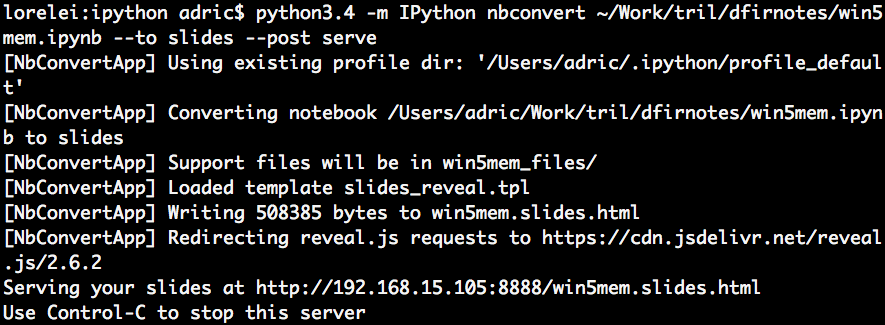 lorelei:ipython adric$ python3.4 -m IPython nbconvert ~/Work/tril/dfirnotes/win5
mem.ipynb --to slides --post serve
[NbConvertApp] Using existing profile dir: '/Users/adric/.ipython/profile_defaul
t'
[NbConvertApp] Converting notebook /Users/adric/Work/tril/dfirnotes/win5mem.ipyn
b to slides
[NbConvertApp] Support files will be in win5mem_files/
[NbConvertApp] Loaded template slides_reveal.tpl
[NbConvertApp] Writing 508385 bytes to win5mem.slides.html
[NbConvertApp] Redirecting reveal.js requests to https://cdn.jsdelivr.net/reveal
.js/2.6.2
Serving your slides at http://192.168.15.105:8888/win5mem.slides.html
Use Control-C to stop this server